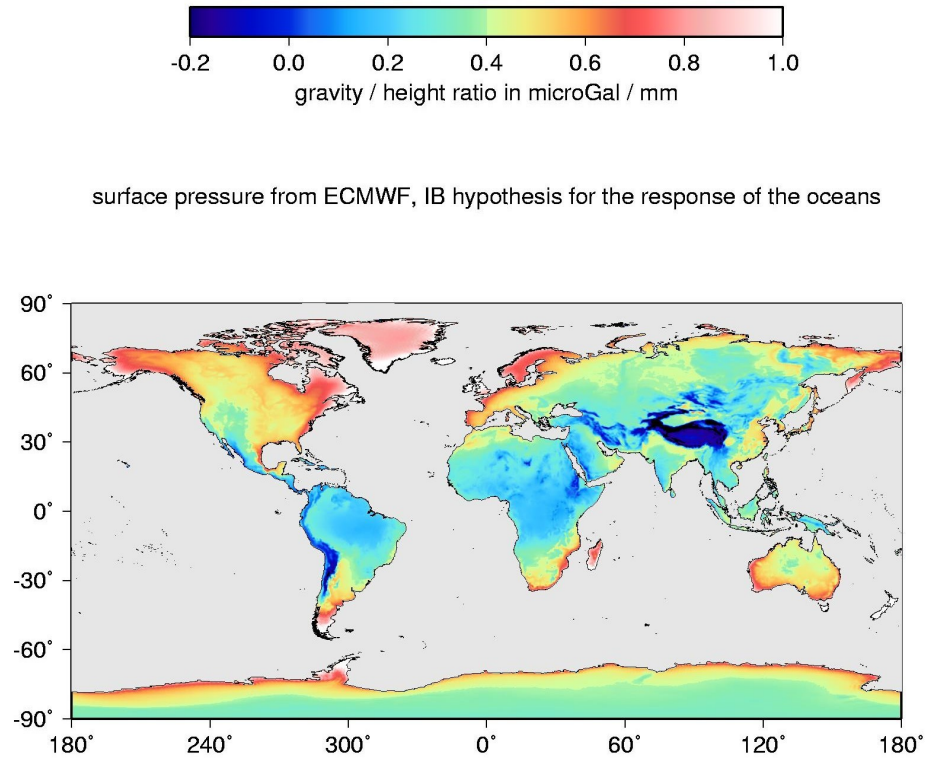 -0.2 0.0 0.2 0.4 0.6 0.8 1.0
gravity / height ratio in microGal / mm
surface pressure from ECMWF, IB hypothesis for the response of the oceans
90˚
60˚
30˚
0˚
-30˚
-60˚
-90˚
180˚ 240˚ 300˚ 0˚ 60˚ 120˚ 180˚